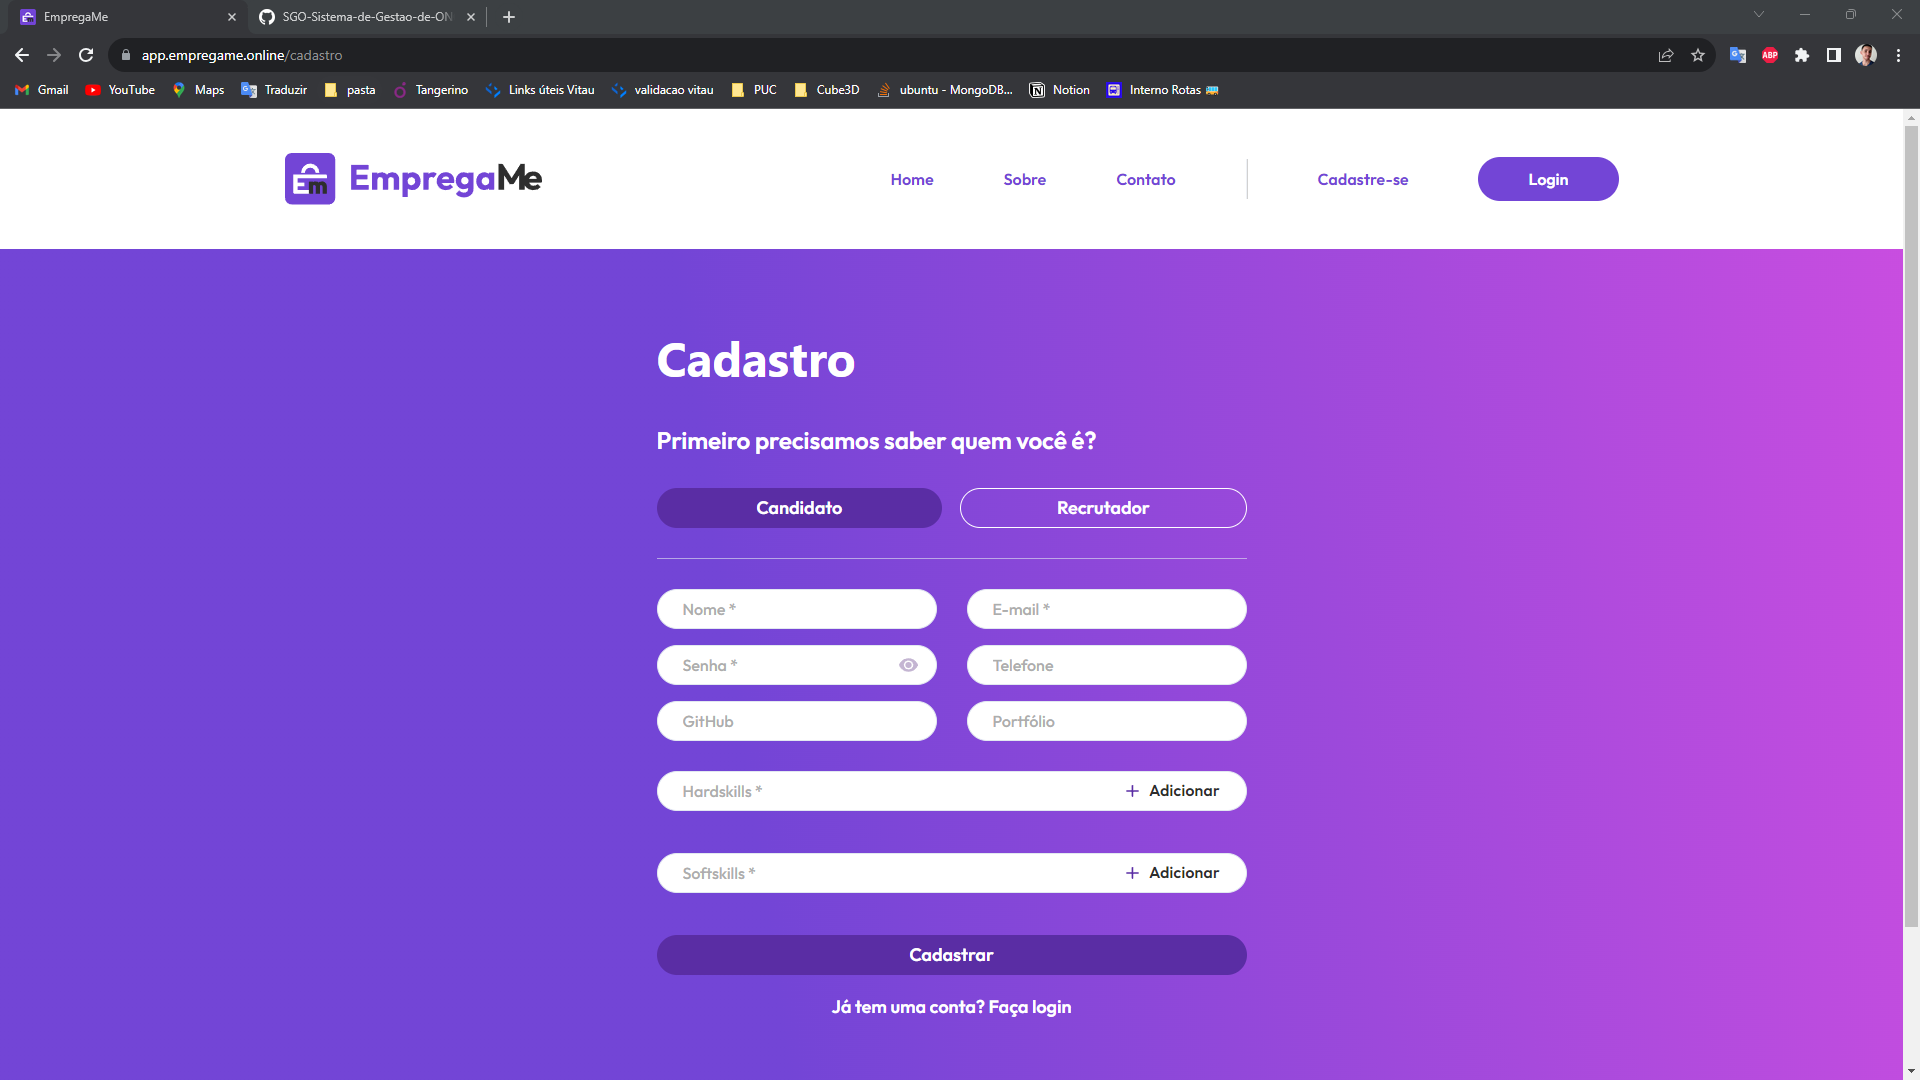 EmpregaMe
SGO-Sistema-de-Gestao-de-ON
app.empregame.online/cadastro
ABP
Gmail
YouTube
Maps
Traduzir
pasta
Tangerino
Links úteis Vitau
validacao vitau
PUC
Cube3D
ubuntu - MongoDB...
Notion
Interno Rotas
Em
EmpregaMe
Home
Sobre
Contato
Cadastre-se
Login
Cadastro
Primeiro precisamos saber quem você é?
Candidato
Recrutador
Nome *
E-mail *
Senha *
Telefone
GitHub
Portfólio
Hardskills *
+ Adicionar
Softskills *
+ Adicionar
Cadastrar
Já tem uma conta? Faça login